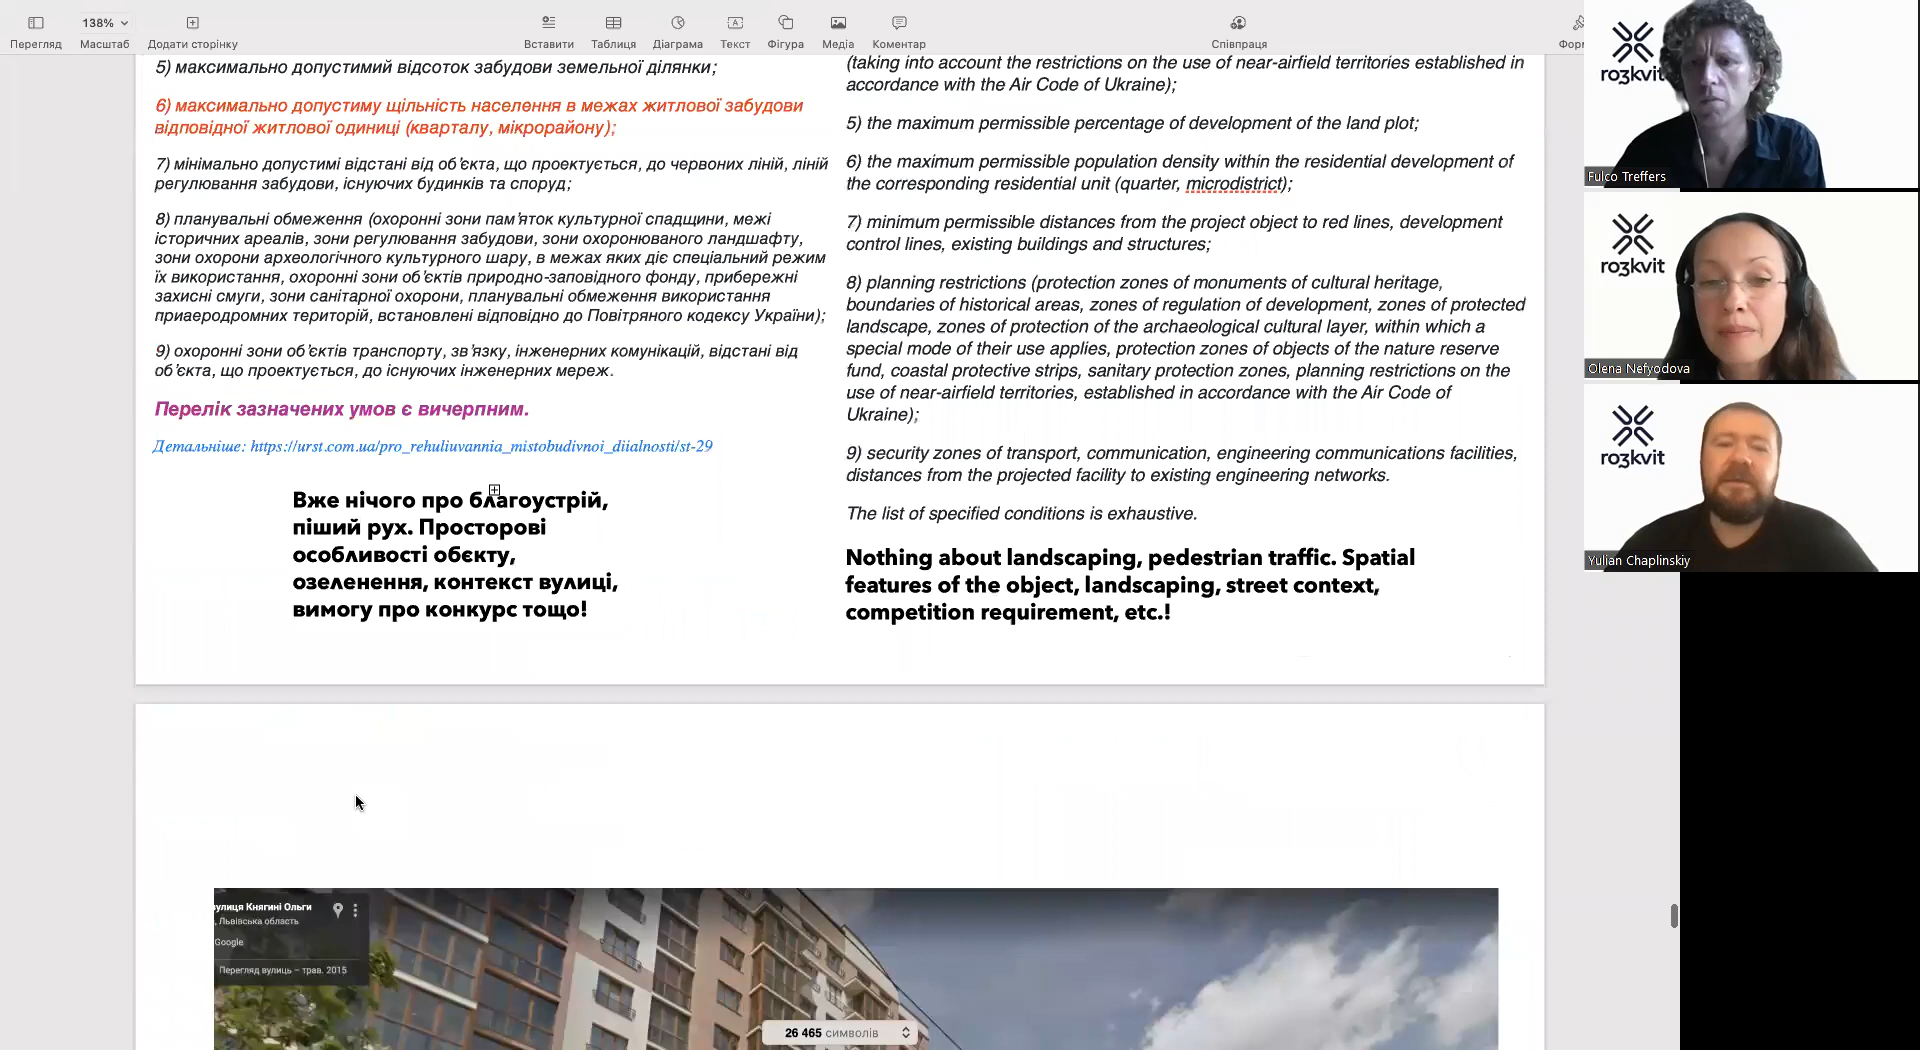 138%
Перегляд
Масштаб
Додати сторінку
Вставити
Таблиця
Діаграма
Текст
Фігура
Медіа
Коментар
Співпраця
5) максимально допустимий відсоток забудови земельної ділянки;
6) максимально допустиму щільність населення в межах житлової забудови
відповідної житлової одиниці (кварталу, мікрорайону);
7) мінімально допустимі відстані від об'єкта, що проектується, до червоних ліній, ліній
регулювання забудови, існуючих будинків та споруд;
8) планувальні обмеження (охоронні зони пам'яток культурної спадщини, межі
історичних ареалів, зони регулювання забудови, зони охоронюваного ландшафту,
зони охорони археологічного культурного шару, в межах яких діє спеціальний режим
їх використання, охоронні зони об'єктів природно-заповідного фонду, прибережні
захисні смуги, зони санітарної охорони, планувальні обмеження використання
приаеродромних територій, встановлені відповідно до Повітряного кодексу України);
9) охоронні зони об'єктів транспорту, зв'язку, інженерних комунікацій, відстані від
об'єкта, що проектується, до існуючих інженерних мереж.
Перелік зазначених умов є вичерпним.
Детальніше: https://urst.com.ua/pro_rehuliuvannia_mistobudivnoi_diialnosti/st-29
Вже нічого про благоустрій,
піший рух. Просторові
особливості обєкту,
озеленення, контекст вулиці,
вимогу про конкурс тощо!
(taking into account the restrictions on the use of near-airfield territories established in
accordance with the Air Code of Ukraine);
5) the maximum permissible percentage of development of the land plot;
6) the maximum permissible population density within the residential development of
the corresponding residential unit (quarter, microdistrict);
7) minimum permissible distances from the project object to red lines, development
control lines, existing buildings and structures;
8) planning restrictions (protection zones of monuments of cultural heritage,
boundaries of historical areas, zones of regulation of development, zones of protected
landscape, zones of protection of the archaeological cultural layer, within which a
special mode of their use applies, protection zones of objects of the nature reserve
fund, coastal protective strips, sanitary protection zones, planning restrictions on the
use of near-airfield territories, established in accordance with the Air Code of
Ukraine);
9) security zones of transport, communication, engineering communications facilities,
distances from the projected facility to existing engineering networks.
The list of specified conditions is exhaustive.
Nothing about landscaping, pedestrian traffic. Spatial
features of the object, landscaping, street context,
competition requirement, etc.!
вулиця Княгині Ольги
Львівська область
Google
Перегляд вулиць – трав. 2015
26 465 символів
ro3kvit
Fulco Treffers
ro3kvit
Olena Nefyodova
ro3kvit
Yulian Chaplinskiy